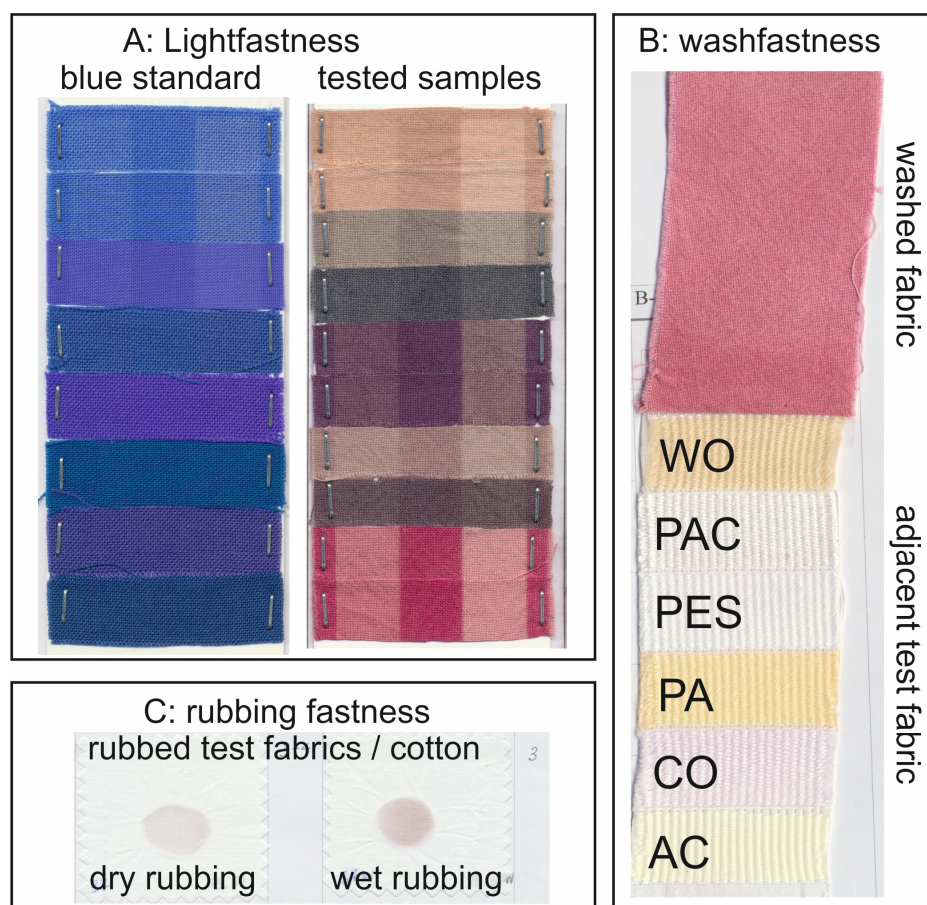 A: Lightfastness
blue standard
tested samples
B: washfastness
B-
washed fabric
WO
PAC
PES
PA
CO
AC
adjacent test fabric
C: rubbing fastness
rubbed test fabrics / cotton
3
dry rubbing
wet rubbing